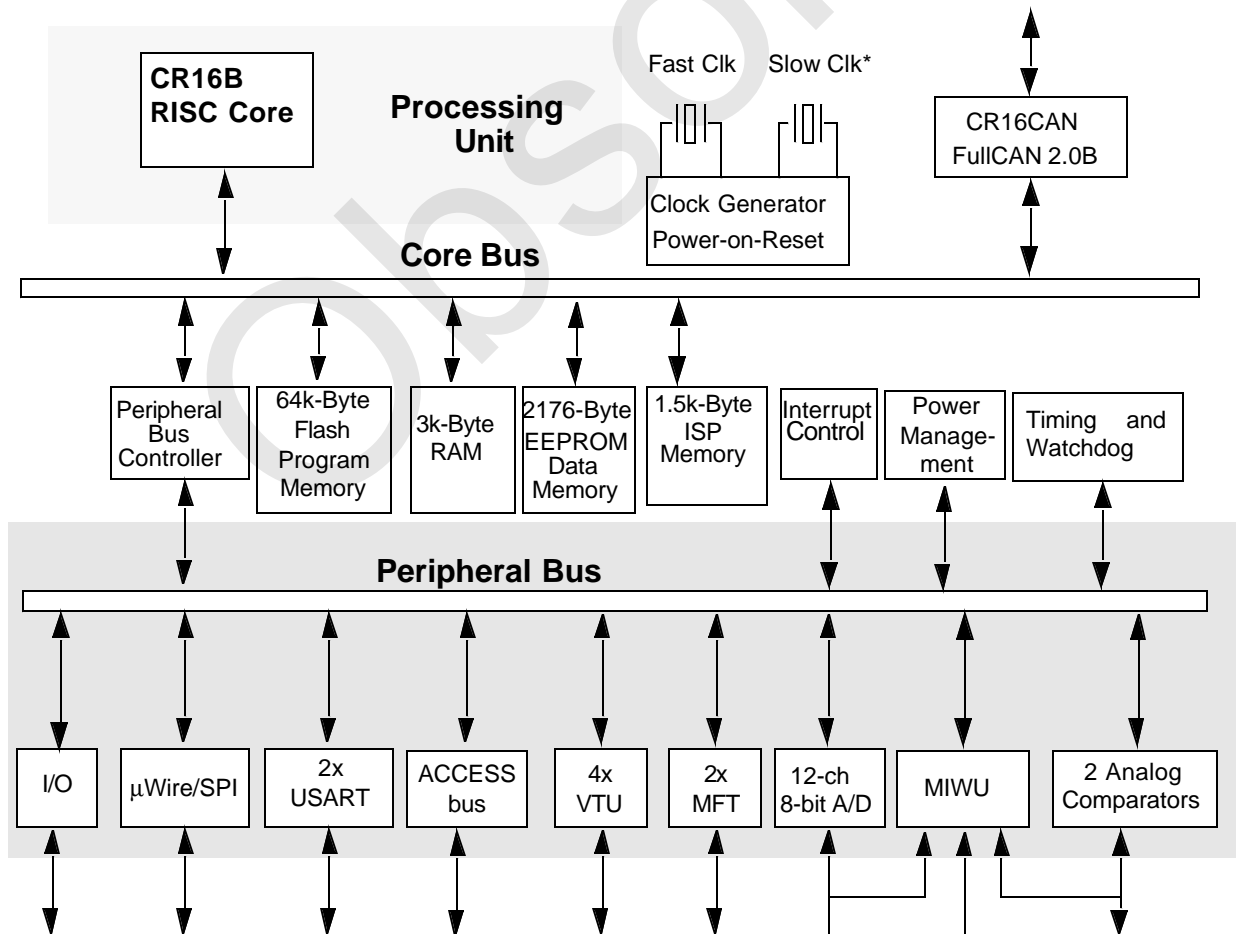 CR16B
RISC Core
Processing
Unit
Fast Clk
Slow Clk*
CR16CAN
FullCAN 2.0B
Clock Generator
Power-on-Reset
Core Bus
Peripheral
Bus
Controller
64k-Byte
Flash
Program
Memory
3k-Byte
RAM
2176-Byte
EEPROM
Data
Memory
1.5k-Byte
ISP
Memory
Interrupt
Control
Power
Manage-
ment
Timing and
Watchdog
Peripheral Bus
I/O
µWire/SPI
2x
USART
ACCESS
bus
4x
VTU
2x
MFT
12-ch
8-bit A/D
MIWU
2 Analog
Comparators